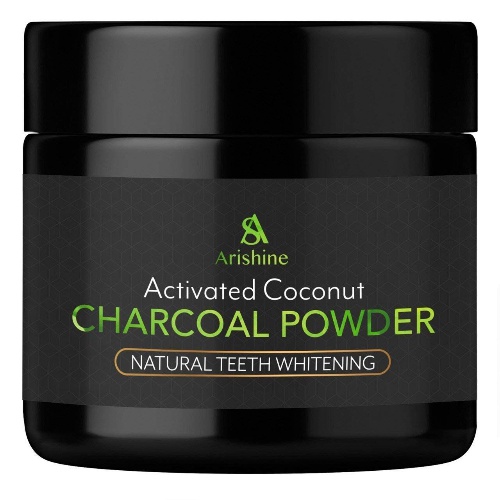 SA
Arishine
Activated Coconut
CHARCOAL POWDER
NATURAL TEETH WHITENING